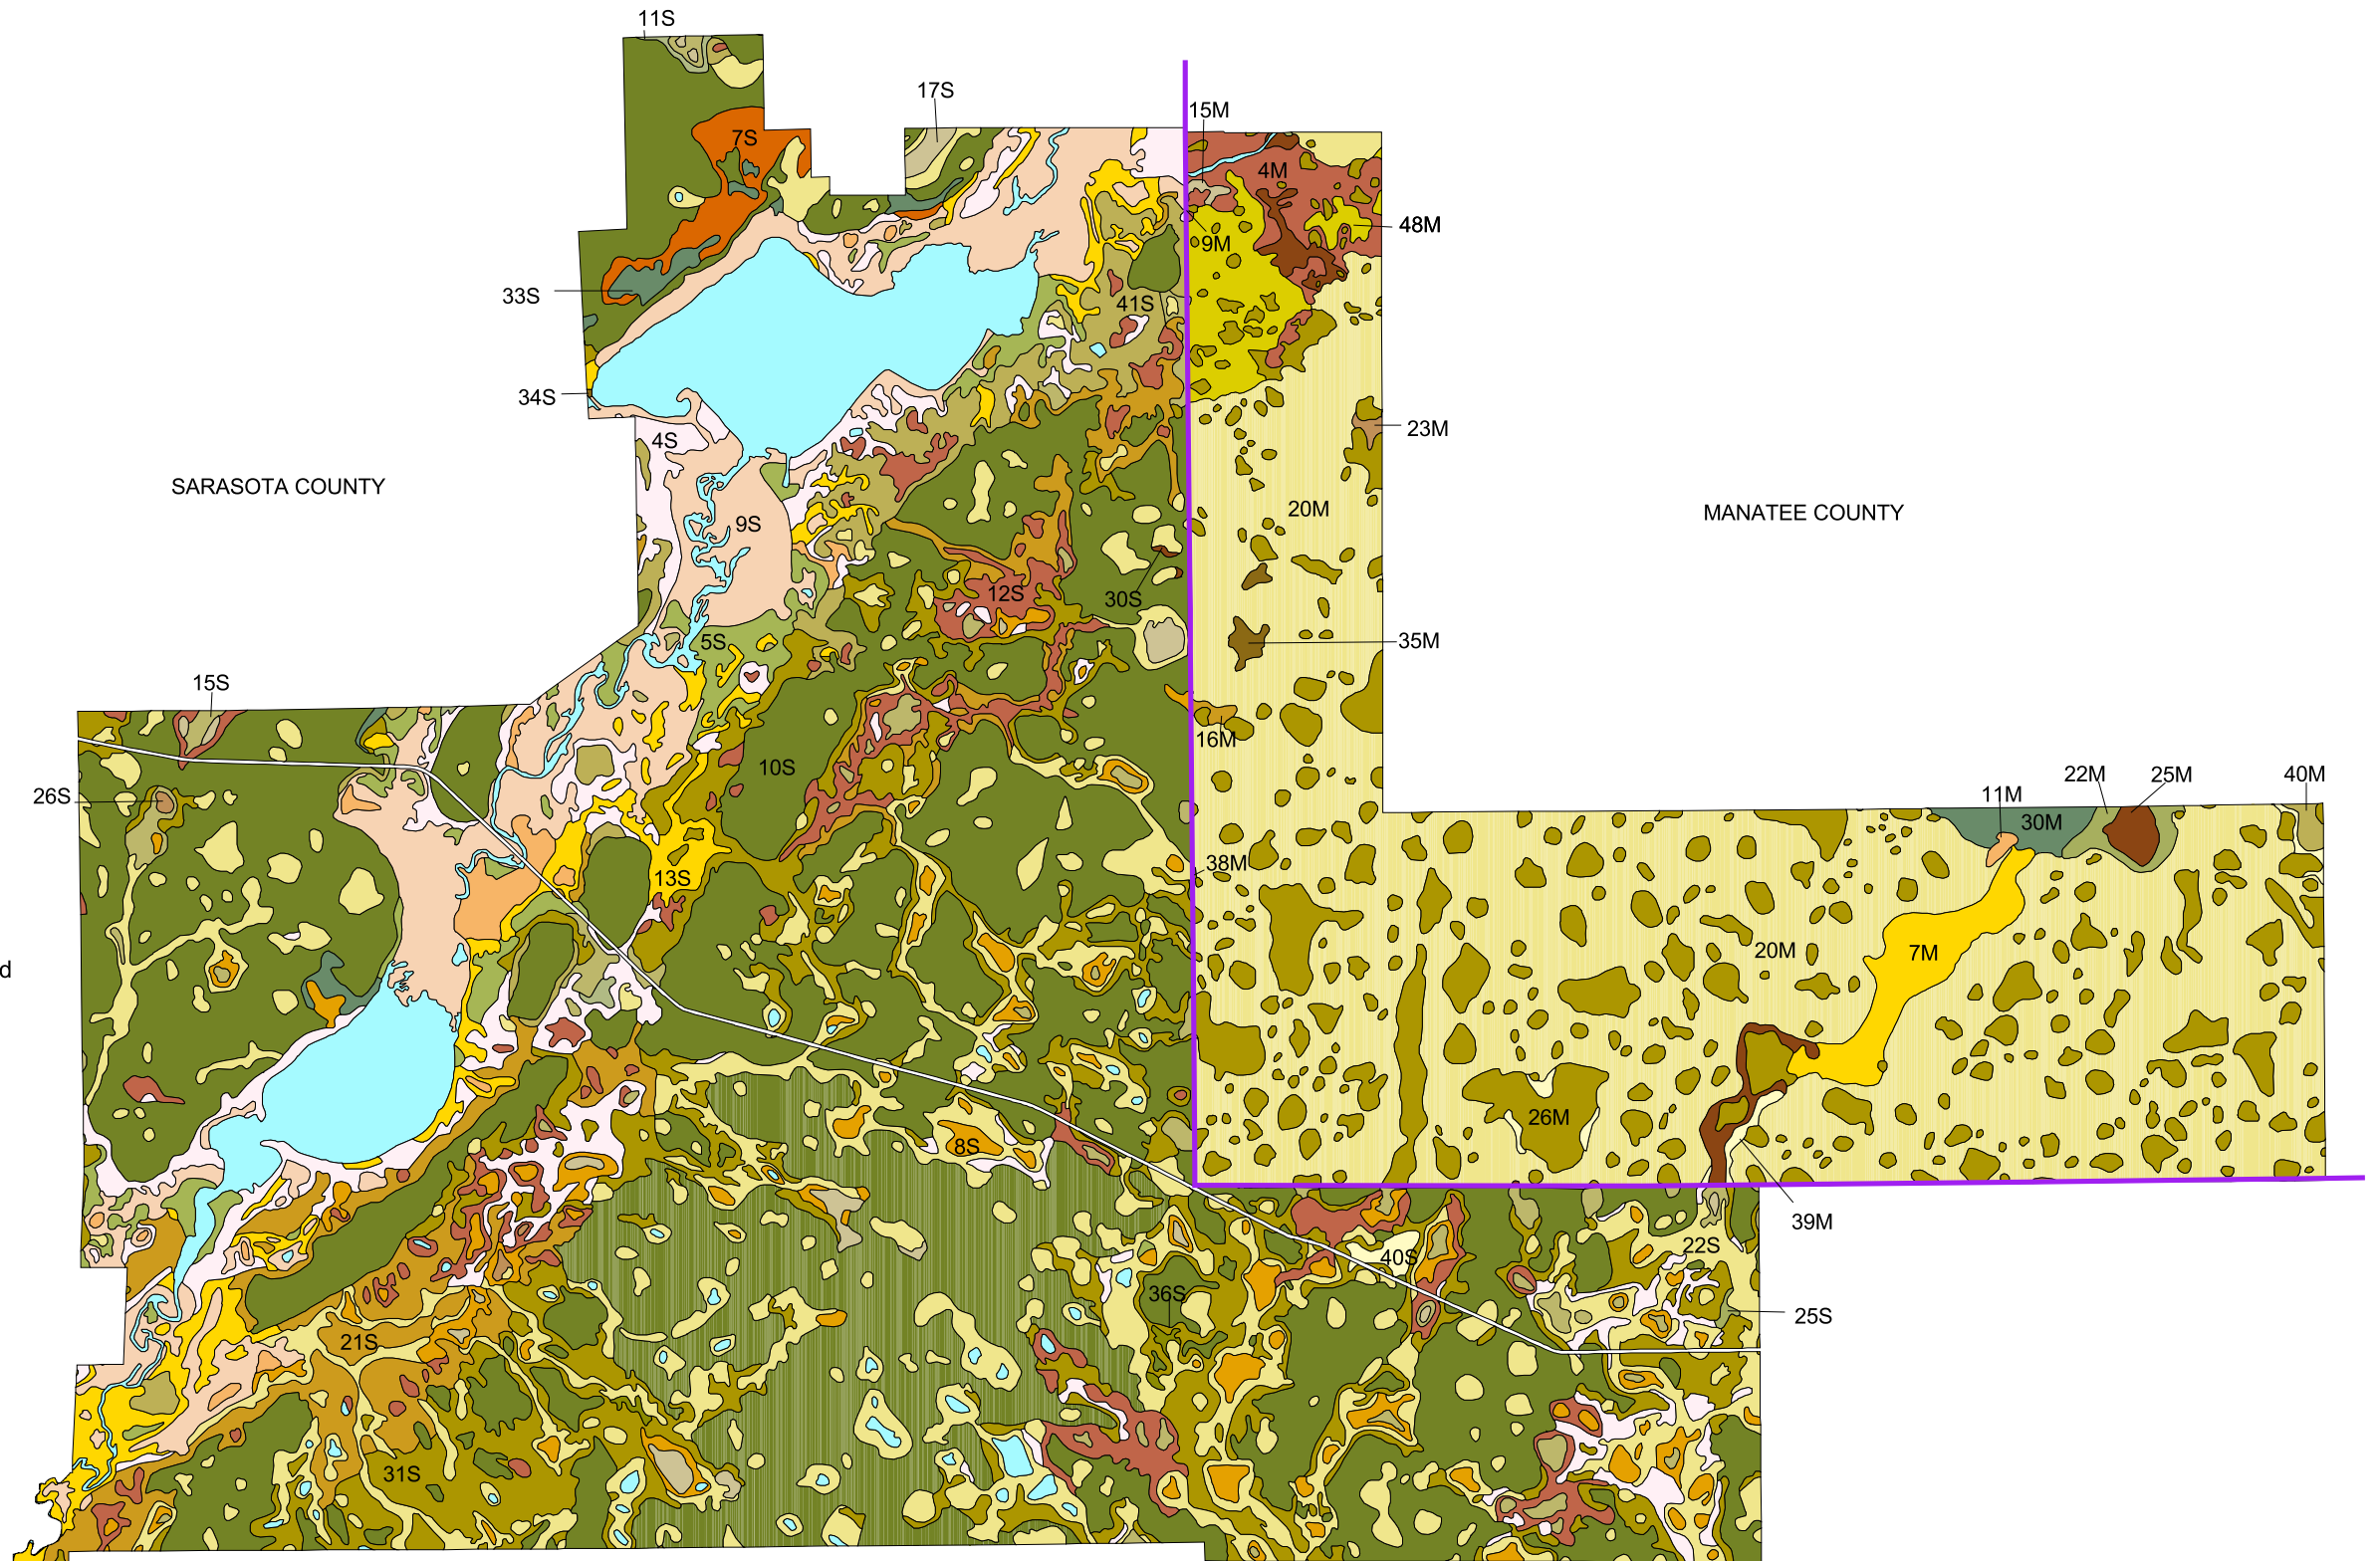 11S
17S
15M
7S
4M
48M
9M
33S
41S
34S
23M
4S
SARASOTA COUNTY
20M
MANATEE COUNTY
9S
12S
30S
5S
35M
15S
16M
10S
22M
25M
40M
26S
11M
30M
38M
13S
20M
7M
d
26M
8S
39M
22S
40S
36S
25S
21S
31S